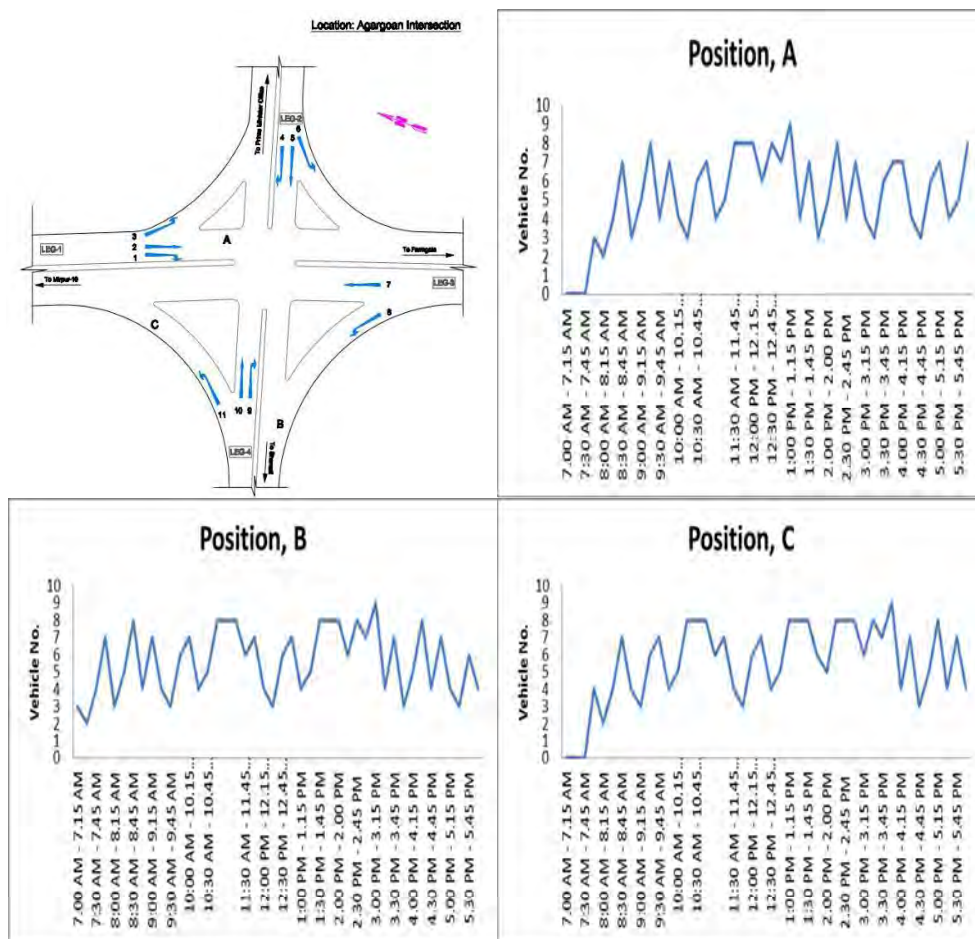 Location: Agargoan Intersection
To Prime Minister Office
LEG-2
6
4
5
3
2
1
A
LEG-1
To Farmgate
To Mirpur-10
LEG-3
7
8
C
11
10
9
B
LEG-4
Position, A
Vehicle No.
10
9
8
7
6
5
4
3
2
1
0
7.00 AM - 7.15 AM
7:30 AM - 7.45 AM
8:00 AM - 8.15 AM
8:30 AM - 8.45 AM
9:00 AM - 9.15 AM
9:30 AM - 9.45 AM
10:00 AM - 10.15...
10:30 AM - 10.45...
11:30 AM - 11.45...
12:00 PM - 12.15...
12:30 PM - 12.45...
1:00 PM - 1.15 PM
1:30 PM - 1.45 PM
2.00 PM - 2.00 PM
2.30 PM - 2.45 PM
3.00 PM - 3.15 PM
3.30 PM - 3.45 PM
4.00 PM - 4.15 PM
4.30 PM - 4.45 PM
5.00 PM - 5.15 PM
5.30 PM - 5.45 PM
Position, B
Vehicle No.
10
9
8
7
6
5
4
3
2
1
0
7.00 AM - 7.15 AM
7:30 AM - 7.45 AM
8:00 AM - 8.15 AM
8:30 AM - 8.45 AM
9:00 AM - 9.15 AM
9:30 AM - 9.45 AM
10:00 AM - 10.15...
10:30 AM - 10.45...
11:30 AM - 11.45...
12:00 PM - 12.15...
12:30 PM - 12.45...
1:00 PM - 1.15 PM
1:30 PM - 1.45 PM
2.00 PM - 2.00 PM
2.30 PM - 2.45 PM
3.00 PM - 3.15 PM
3.30 PM - 3.45 PM
4.00 PM - 4.15 PM
4.30 PM - 4.45 PM
5.00 PM - 5.15 PM
5.30 PM - 5.45 PM
Position, C
Vehicle No.
10
9
8
7
6
5
4
3
2
1
0
7.00 AM - 7.15 AM
7:30 AM - 7.45 AM
8:00 AM - 8.15 AM
8:30 AM - 8.45 AM
9:00 AM - 9.15 AM
9:30 AM - 9.45 AM
10:00 AM - 10.15...
10:30 AM - 10.45...
11:30 AM - 11.45...
12:00 PM - 12.15...
12:30 PM - 12.45...
1:00 PM - 1.15 PM
1:30 PM - 1.45 PM
2.00 PM - 2.00 PM
2.30 PM - 2.45 PM
3.00 PM - 3.15 PM
3.30 PM - 3.45 PM
4.00 PM - 4.15 PM
4.30 PM - 4.45 PM
5.00 PM - 5.15 PM
5.30 PM - 5.45 PM